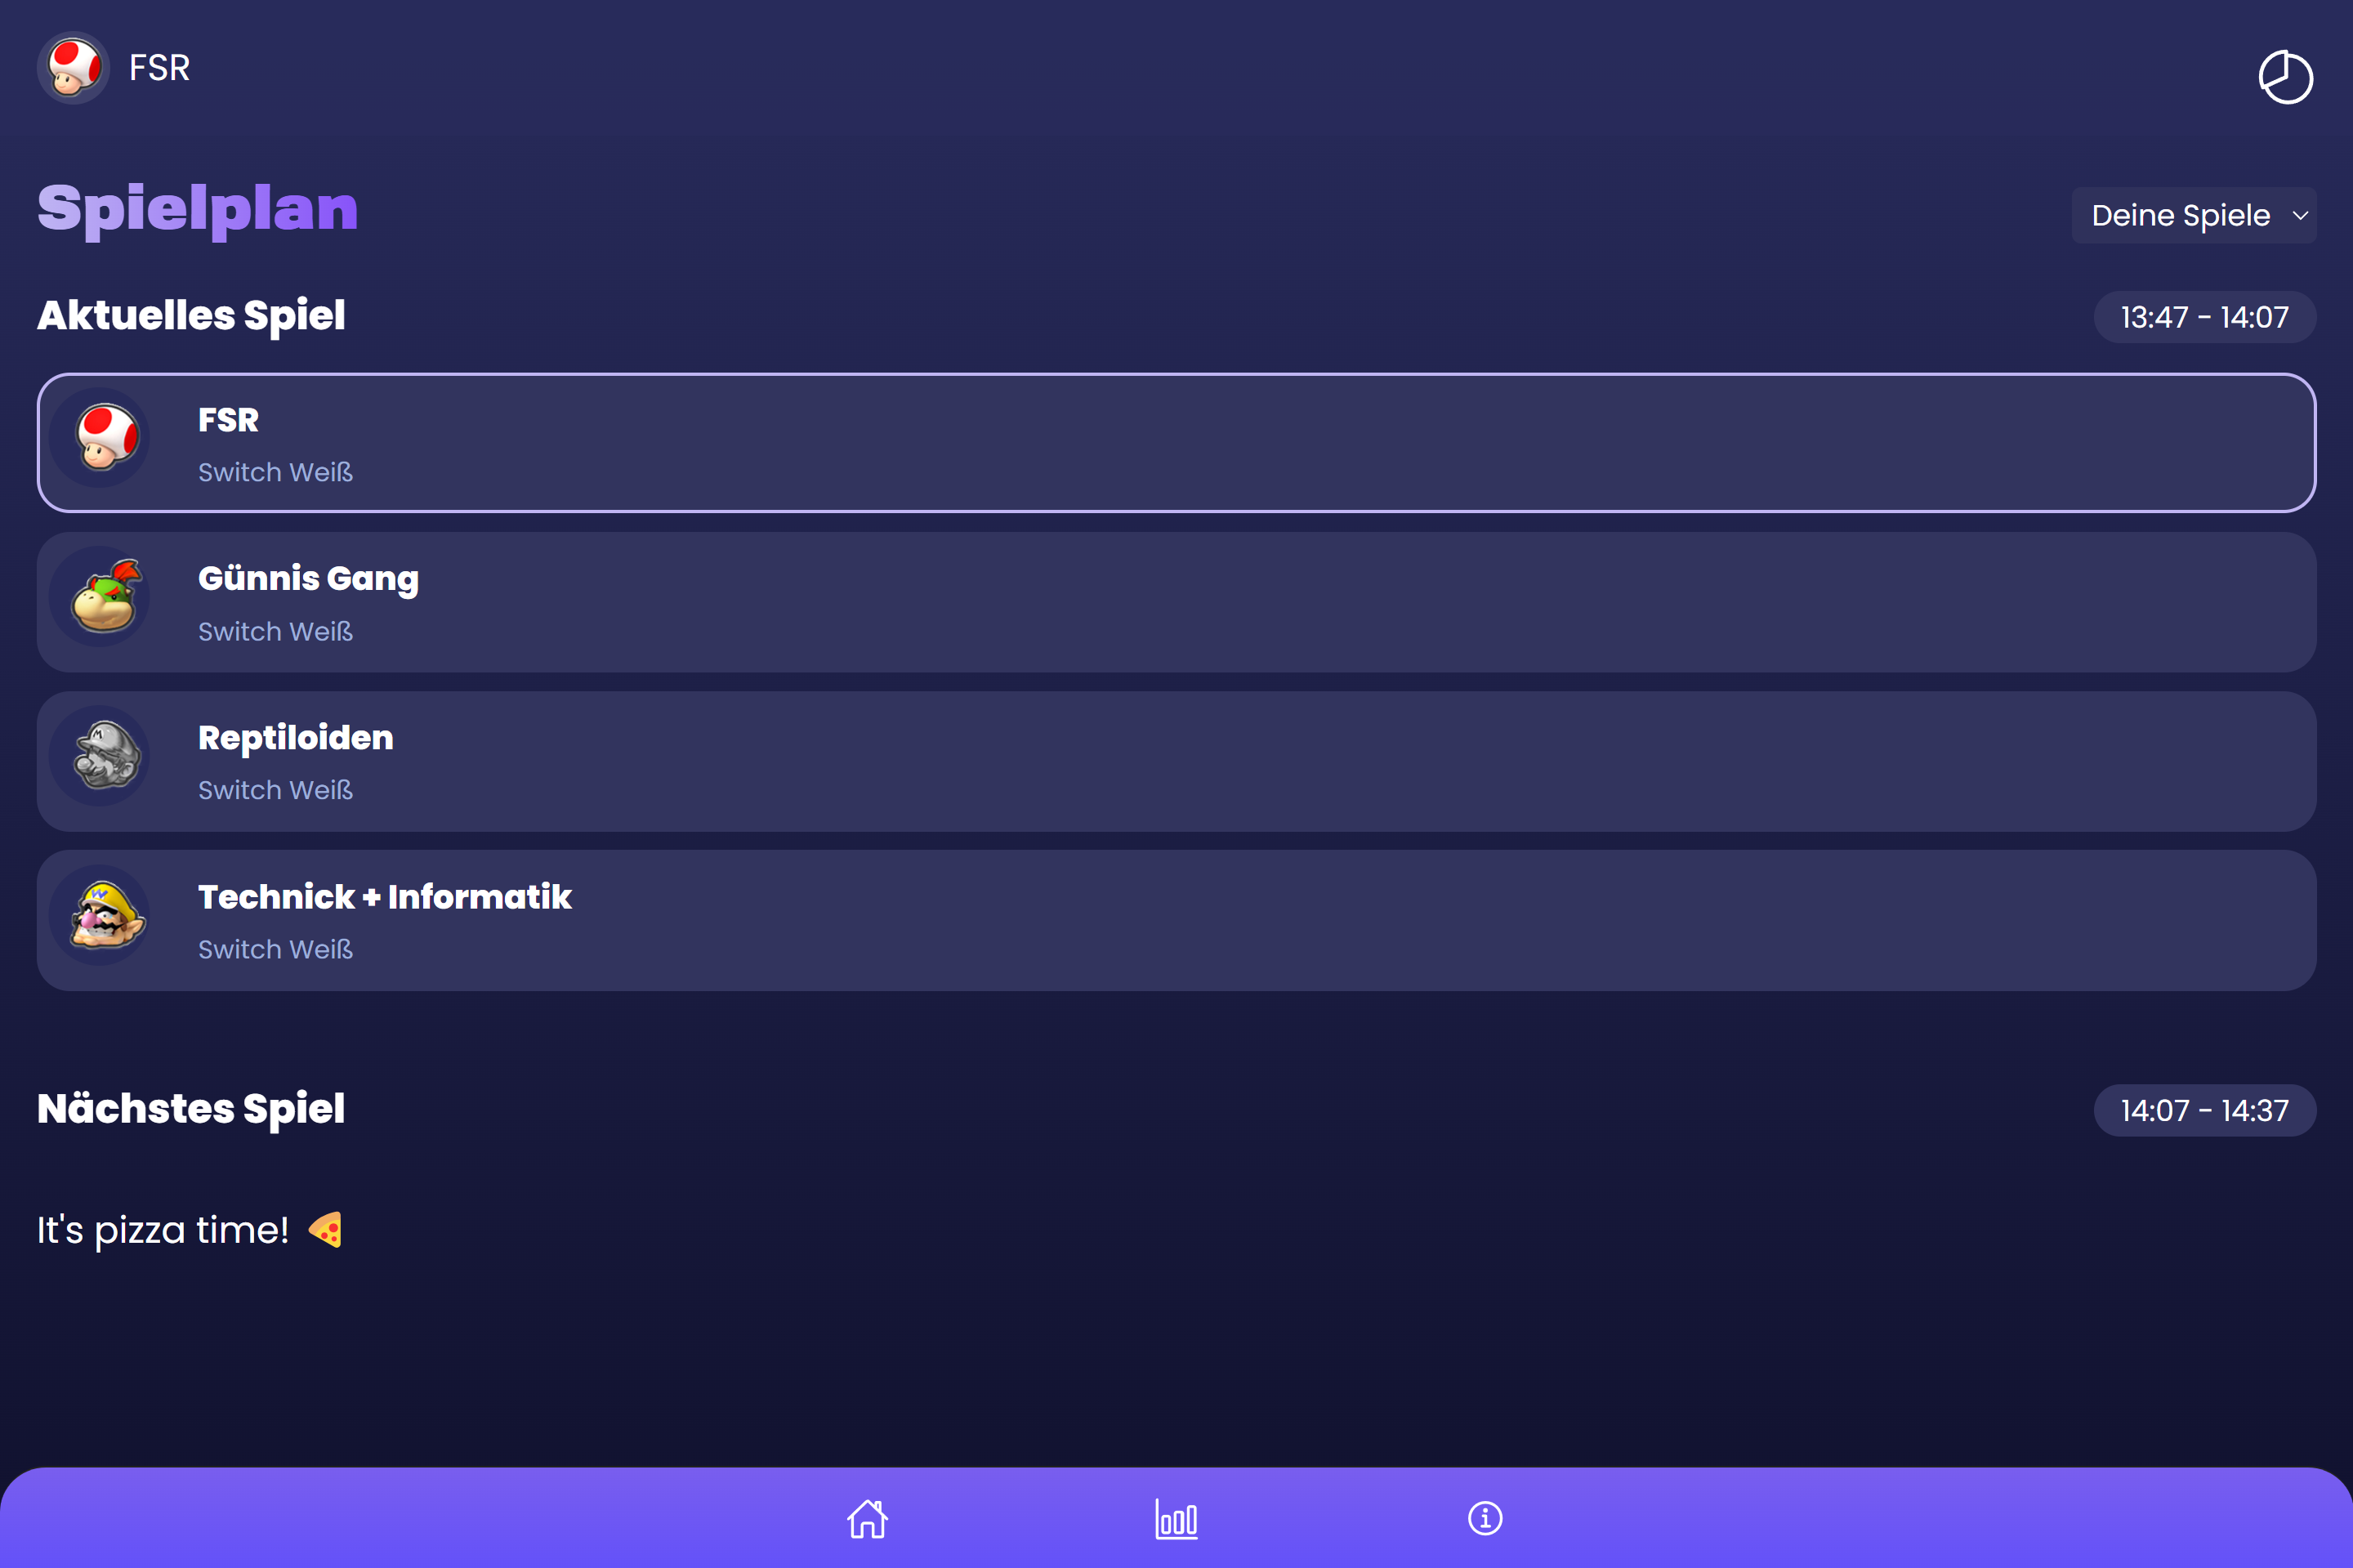 FSR
Spielplan
Deine Spiele
Aktuelles Spiel
13:47 - 14:07
FSR
Switch Weiß
Günnis Gang
Switch Weiß
Reptiloiden
Switch Weiß
Technick + Informatik
Switch Weiß
Nächstes Spiel
14:07 - 14:37
It's pizza time! 🍕